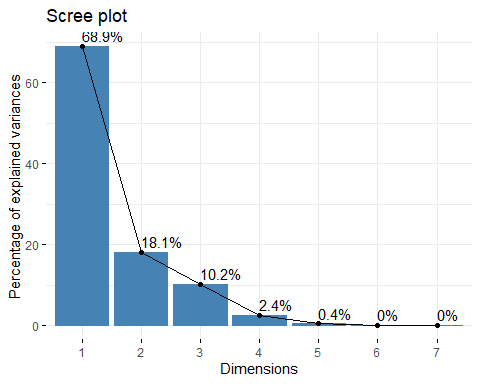 Scree plot
Percentage of explained variances
60
40
20
0
68.9%
18.1%
10.2%
2.4%
0.4%
0%
0%
1 2 3 4 5 6 7
Dimensions